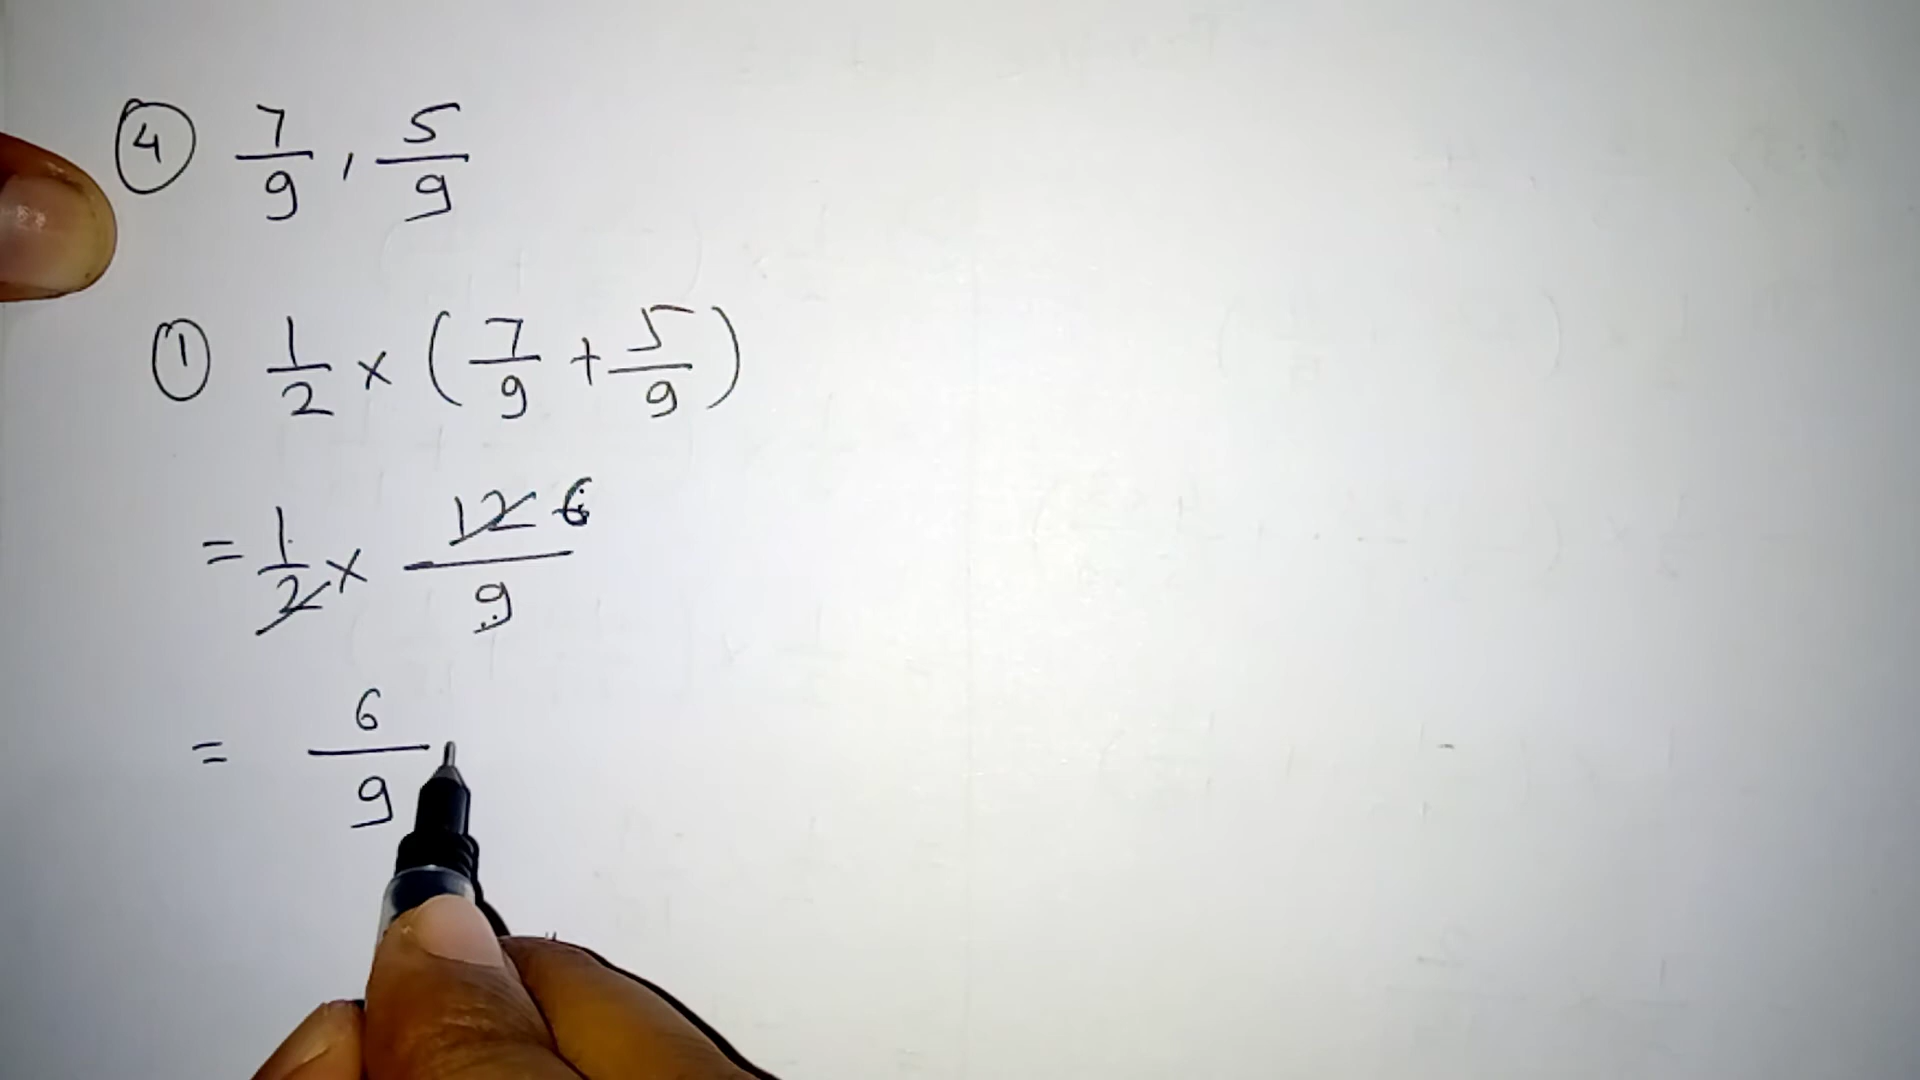 ④ 7/9 , 5/9
① 1/2 × (7/9 + 5/9)
= 1/2 × 12 6/9
= 6/9